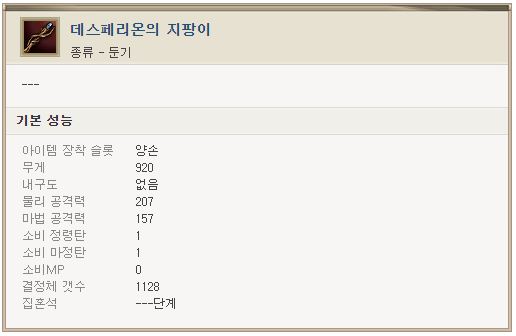 데스페리온의 지팡이
종류 - 둔기
---
기본 성능
아이템 장착 슬롯 양손
무게 920
내구도 없음
물리 공격력 207
마법 공격력 157
소비 정령탄 1
소비 마정탄 1
소비MP 0
결정체 갯수 1128
집혼석 ---단계